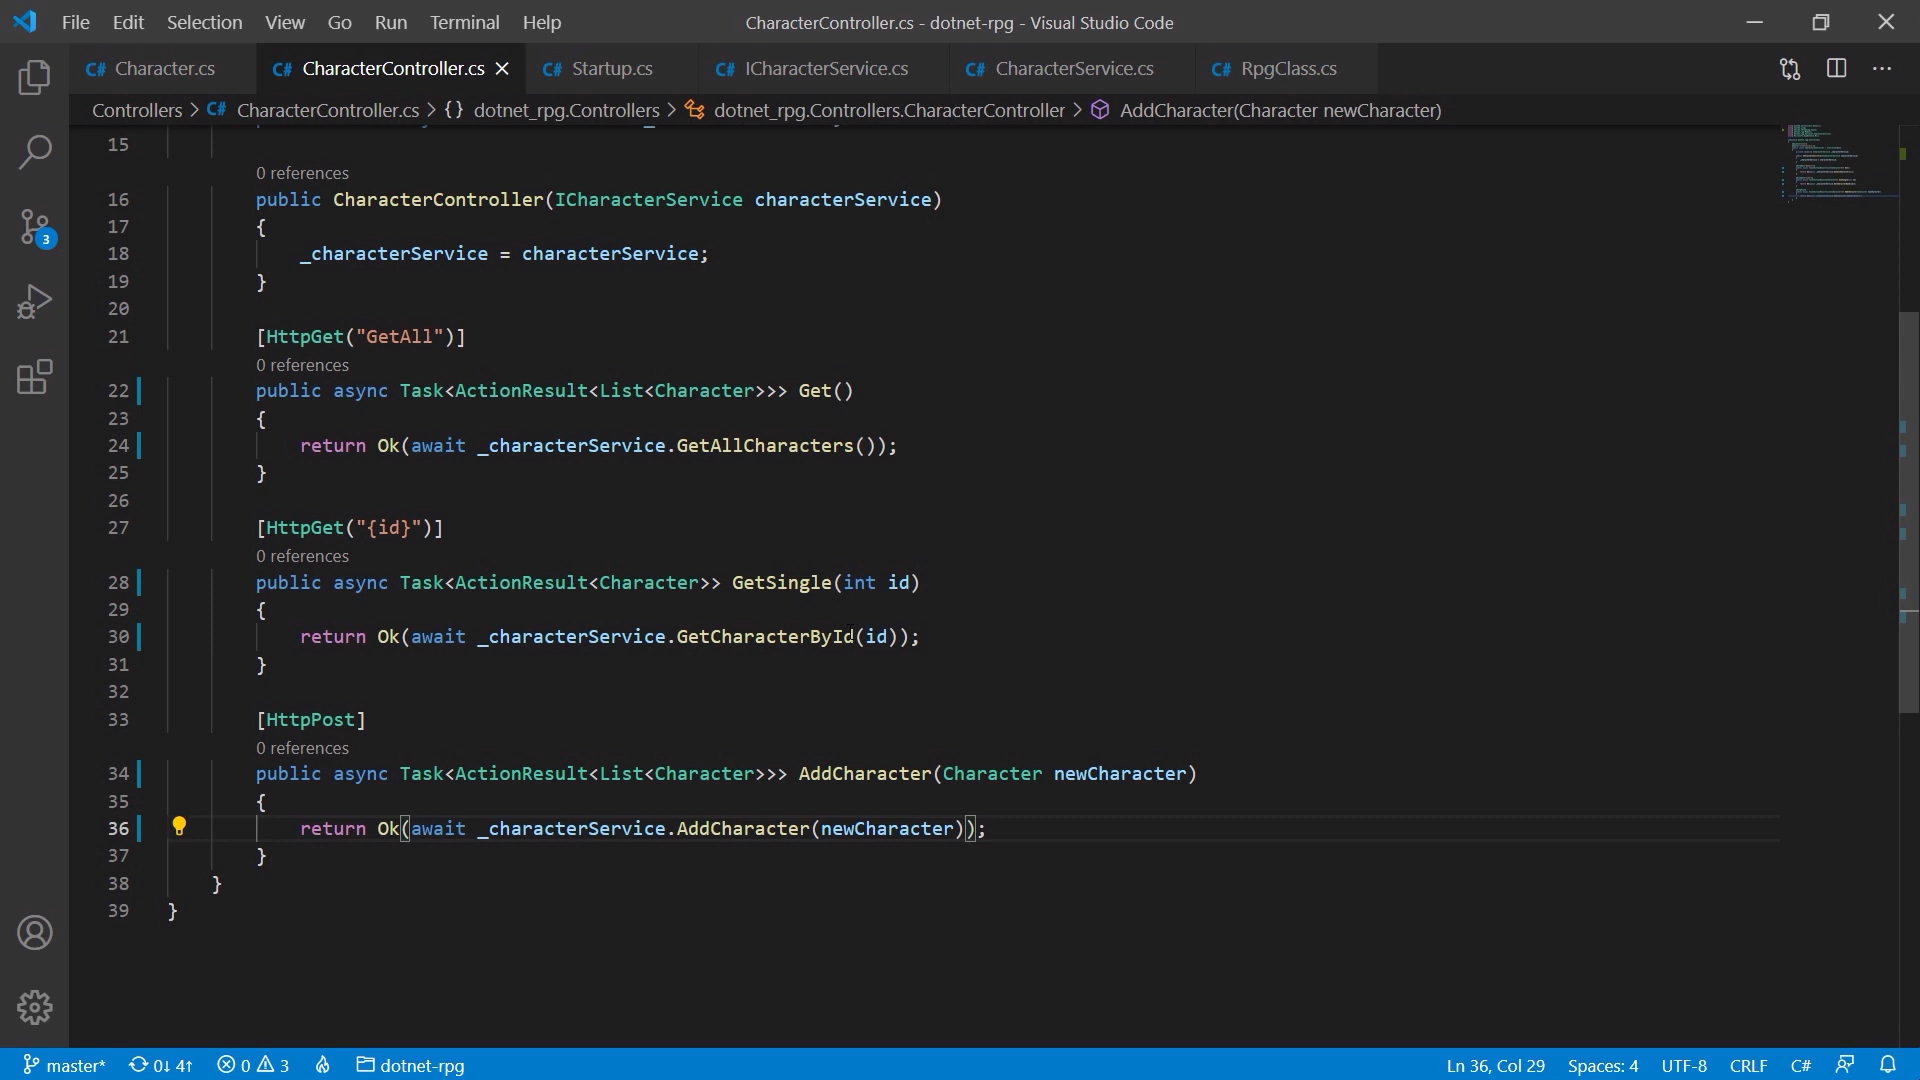 File Edit Selection View Go Run Terminal Help CharacterController.cs - dotnet-rpg - Visual Studio Code
C# Character.cs C# CharacterController.cs C# Startup.cs C# ICharacterService.cs C# CharacterService.cs C# RpgClass.cs
Controllers > C# CharacterController.cs > {} dotnet_rpg.Controllers > dotnet_rpg.Controllers.CharacterController > AddCharacter(Character newCharacter)
15
0 references
16 public CharacterController(ICharacterService characterService)
17 {
18 _characterService = characterService;
19 }
20
21 [HttpGet("GetAll")]
0 references
22 public async Task<ActionResult<List<Character>>> Get()
23 {
24 return Ok(await _characterService.GetAllCharacters());
25 }
26
27 [HttpGet("{id}")]
0 references
28 public async Task<ActionResult<Character>> GetSingle(int id)
29 {
30 return Ok(await _characterService.GetCharacterById(id));
31 }
32
33 [HttpPost]
0 references
34 public async Task<ActionResult<List<Character>>> AddCharacter(Character newCharacter)
35 {
36 return Ok(await _characterService.AddCharacter(newCharacter));
37 }
38 }
39 }
3
master* 0↓ 4↑ 0 3 dotnet-rpg Ln 36, Col 29 Spaces: 4 UTF-8 CRLF C#